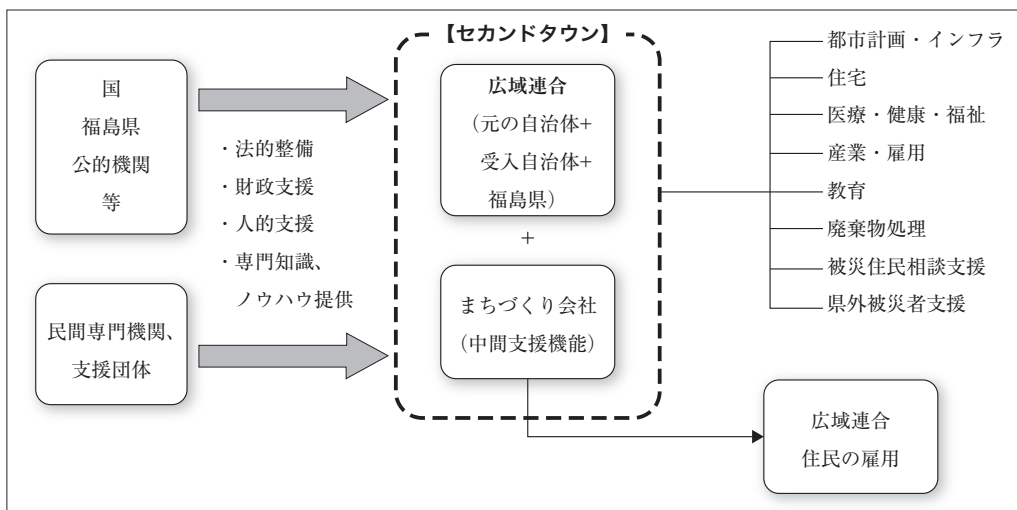 国
福島県
公的機関
等
民間専門機関、
支援団体
・法的整備
・財政支援
・人的支援
・専門知識、
ノウハウ提供
【セカンドタウン】
広域連合
（元の自治体+
受入自治体+
福島県）
+
まちづくり会社
（中間支援機能）
都市計画・インフラ
住宅
医療・健康・福祉
産業・雇用
教育
廃棄物処理
被災住民相談支援
県外被災者支援
広域連合
住民の雇用